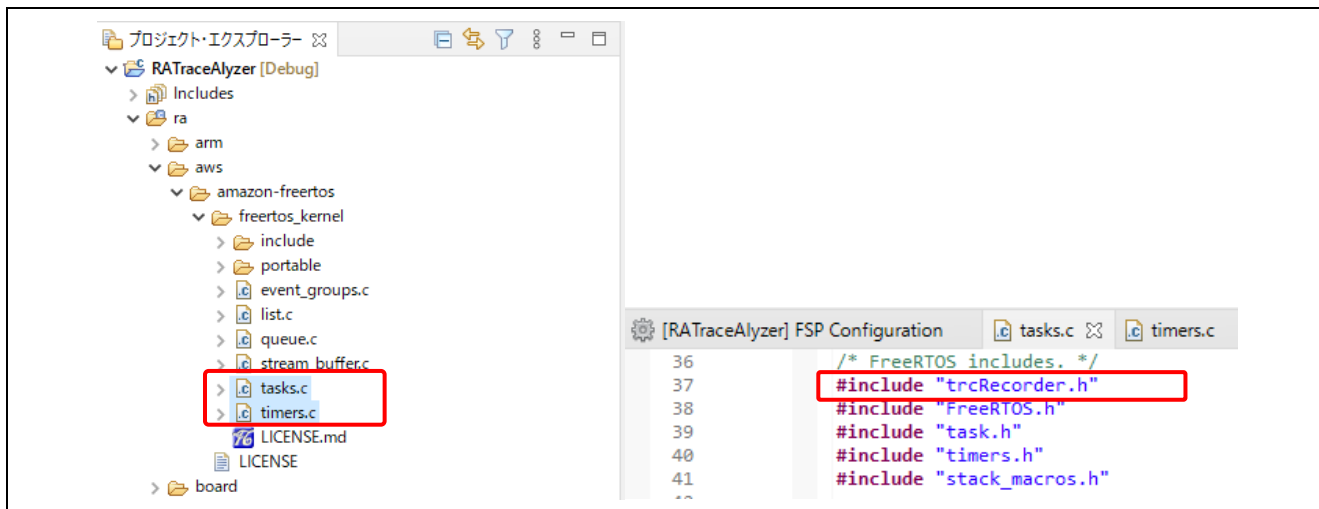 プロジェクト・エクスプローラー
RATraceAlyzer [Debug]
Includes
ra
arm
aws
amazon-freertos
freertos_kernel
include
portable
event_groups.c
list.c
queue.c
stream_buffer.c
tasks.c
timers.c
LICENSE.md
LICENSE
board
[RATraceAlyzer] FSP Configuration tasks.c timers.c
36 /* FreeRTOS includes. */
37 #include "trcRecorder.h"
38 #include "FreeRTOS.h"
39 #include "task.h"
40 #include "timers.h"
41 #include "stack_macros.h"